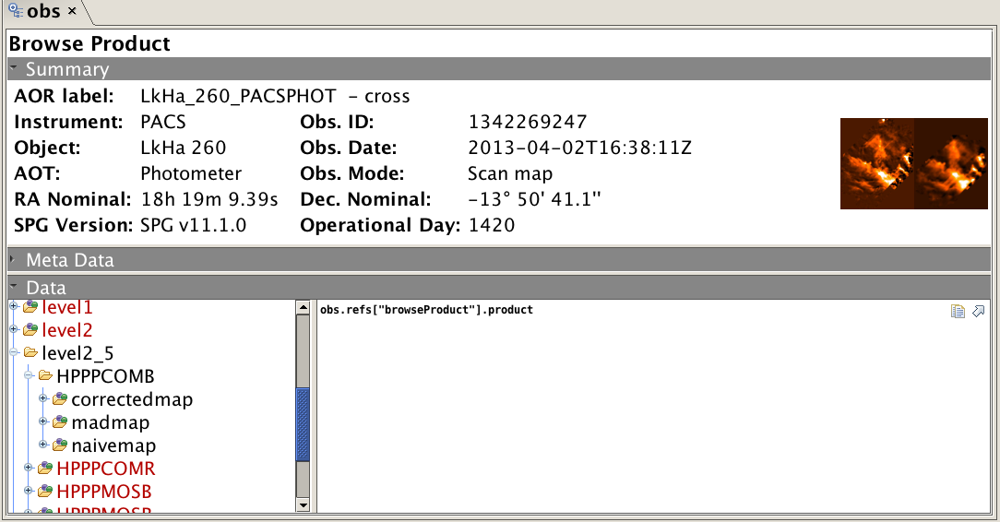 obs ×
Browse Product
Summary
AOR label: LkHa_260_PACSPHOT - cross
Instrument: PACS Obs. ID: 1342269247
Object: LkHa 260 Obs. Date: 2013-04-02T16:38:11Z
AOT: Photometer Obs. Mode: Scan map
RA Nominal: 18h 19m 9.39s Dec. Nominal: -13° 50' 41.1"
SPG Version: SPG v11.1.0 Operational Day: 1420
Meta Data
Data
level1
level2
level2_5
HPPPCOMB
correctedmap
madmap
naivemap
HPPPCOMR
HPPPMOSB
obs.refs["browseProduct"].product